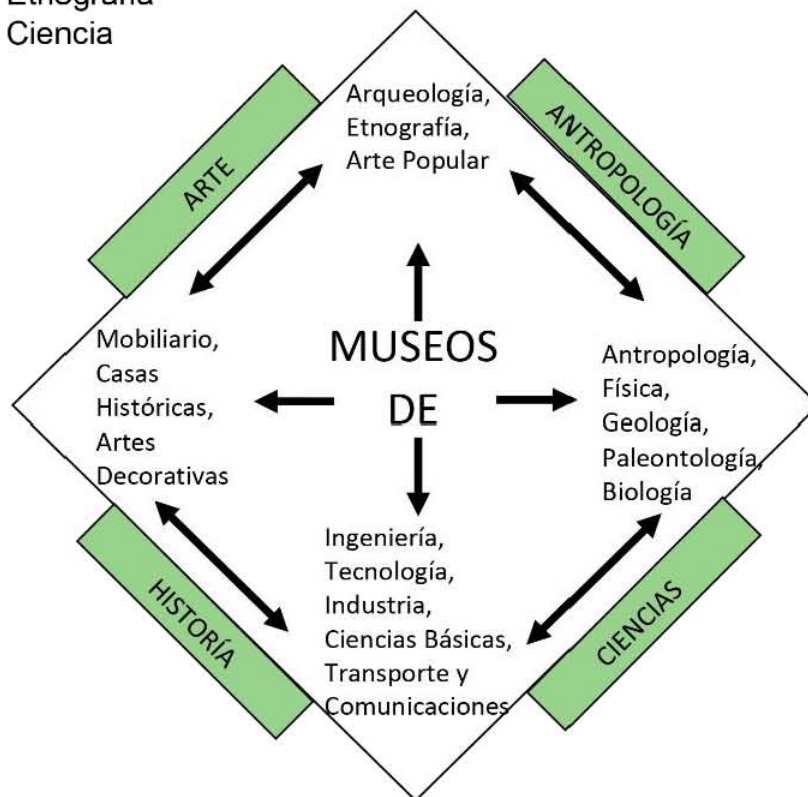 Etnografía
Ciencia
ARTE
Arqueología,
Etnografía,
Arte Popular
ANTROPOLOGÍA
Mobiliario,
Casas
Históricas,
Artes
Decorativas
MUSEOS
DE
Antropología,
Física,
Geología,
Paleontología,
Biología
HISTORÍA
Ingeniería,
Tecnología,
Industria,
Ciencias Básicas,
Transporte y
Comunicaciones
CIENCIAS